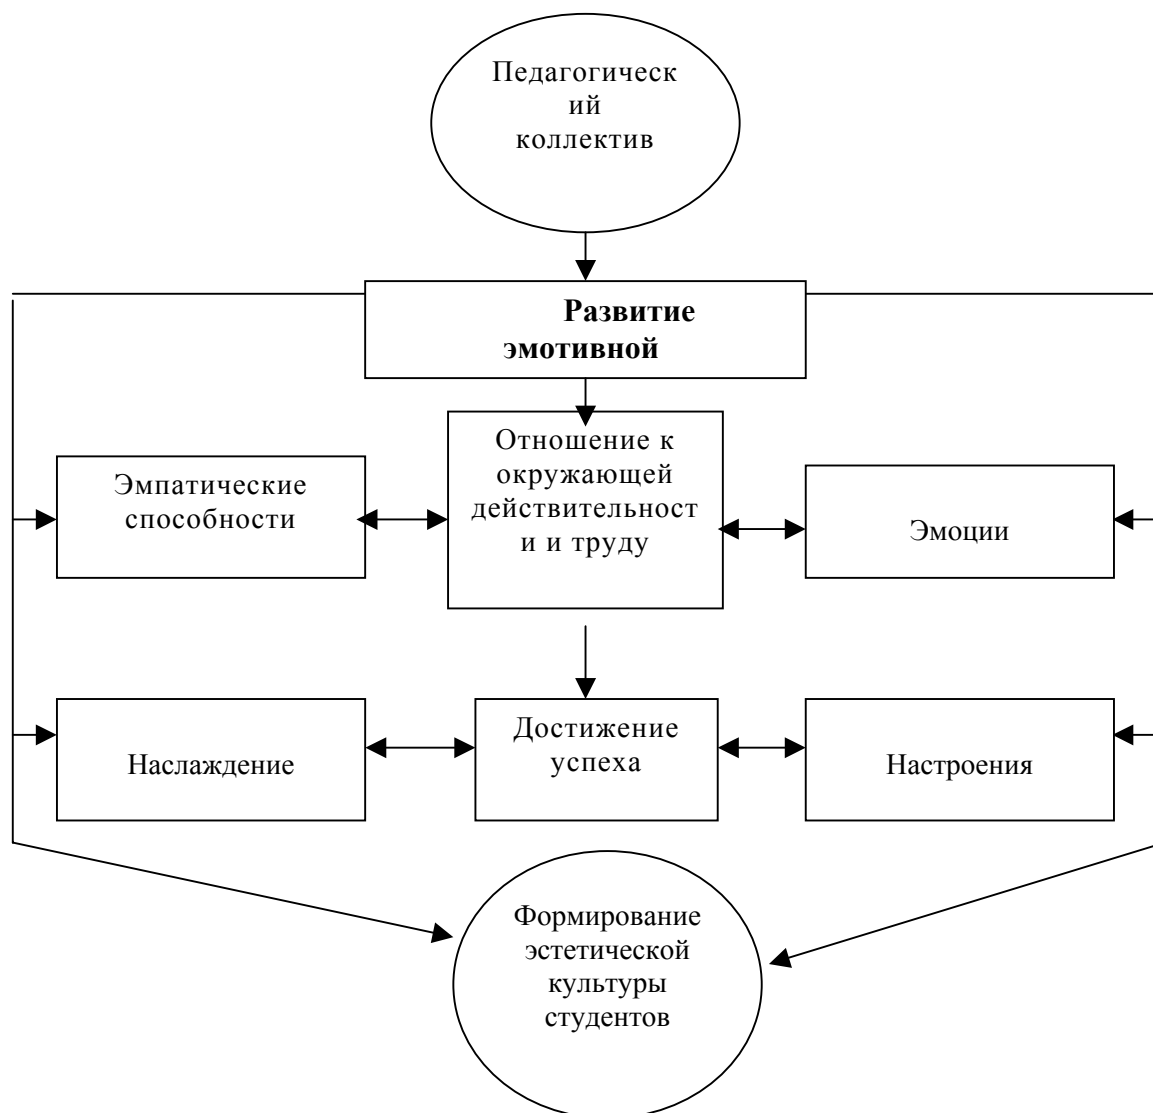 Педагогическ
ий
коллектив
Развитие
эмотивной
Отношение к
окружающей
действительност
и и труду
Эмпатические
способности
Эмоции
Наслаждение
Достижение
успеха
Настроения
Формирование
эстетической
культуры
студентов